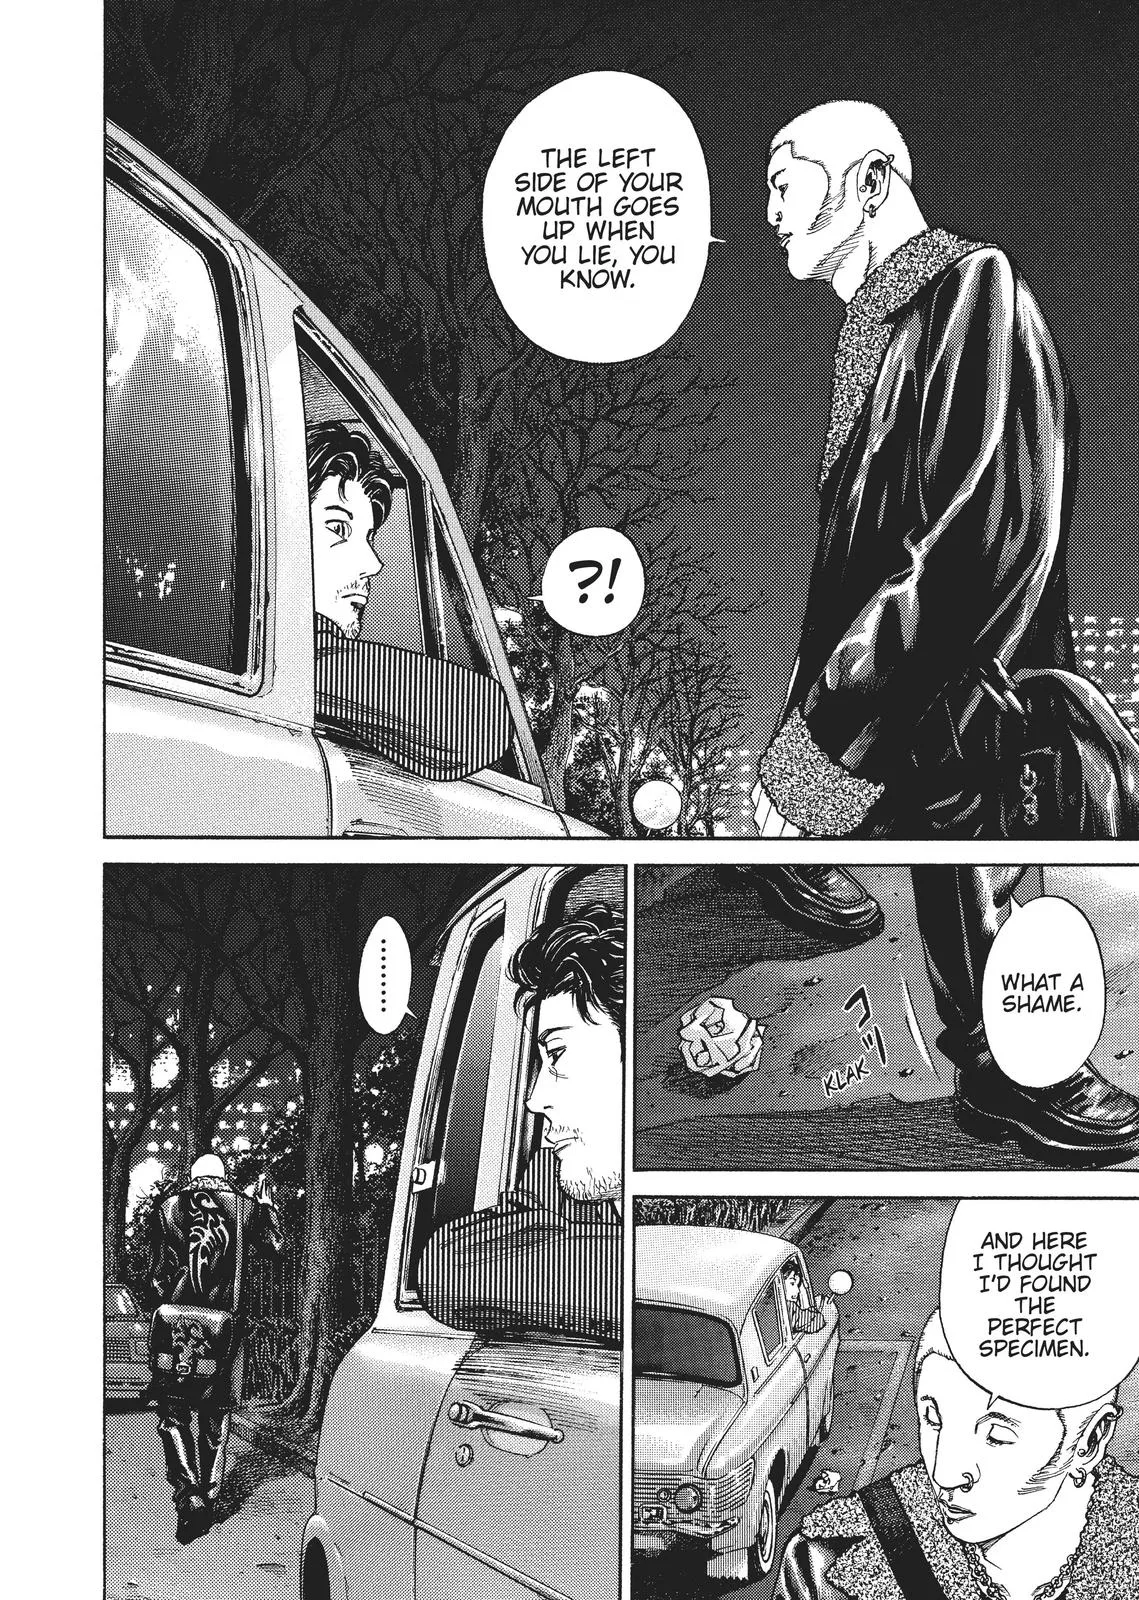 THE LEFT
SIDE OF YOUR
MOUTH GOES
UP WHEN
YOU LIE, YOU
KNOW.
?!
WHAT A
SHAME.
コツ
KLAK
AND HERE
I THOUGHT
I'D FOUND
THE
PERFECT
SPECIMEN.
.........